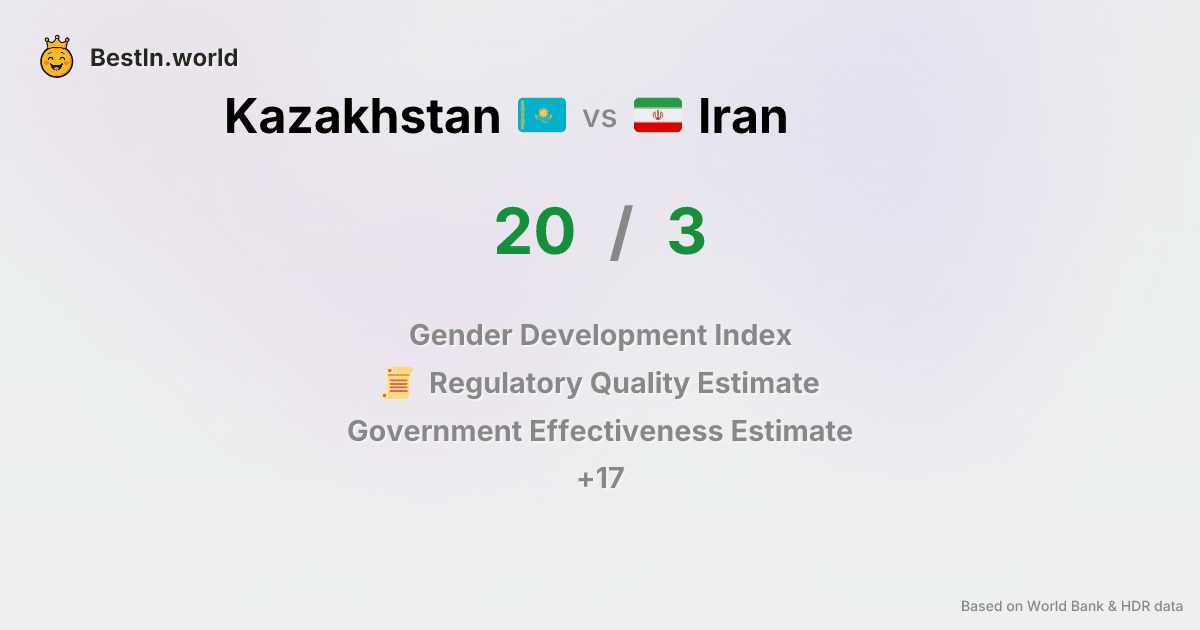 BestIn.world
Kazakhstan vs Iran
20 / 3
Gender Development Index
Regulatory Quality Estimate
Government Effectiveness Estimate
+17
Based on World Bank & HDR data